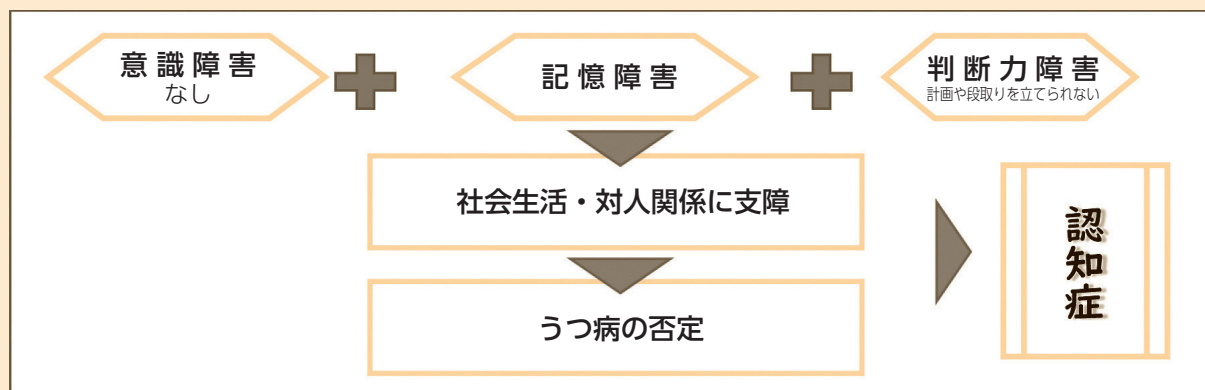 意識障害
なし
記憶障害
判断力障害
計画や段取りを立てられない
社会生活・対人関係に支障
うつ病の否定
認知症